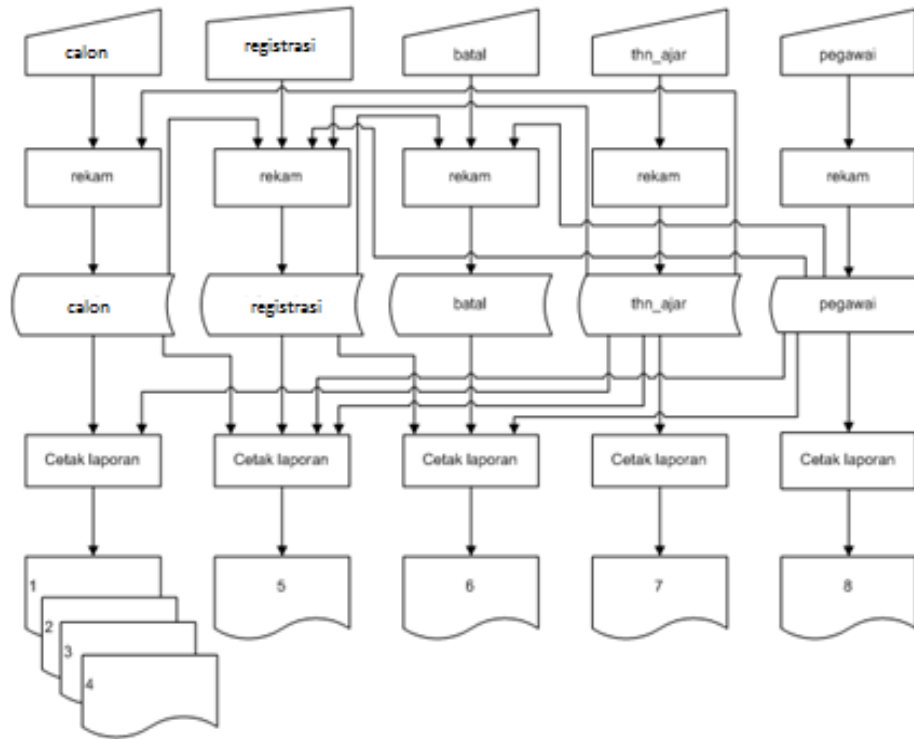 calon
registrasi
batal
thn_ajar
pegawai
rekam
rekam
rekam
rekam
rekam
calon
registrasi
batal
thn_ajar
pegawai
Cetak laporan
Cetak laporan
Cetak laporan
Cetak laporan
Cetak laporan
1
2
3
4
5
6
7
8